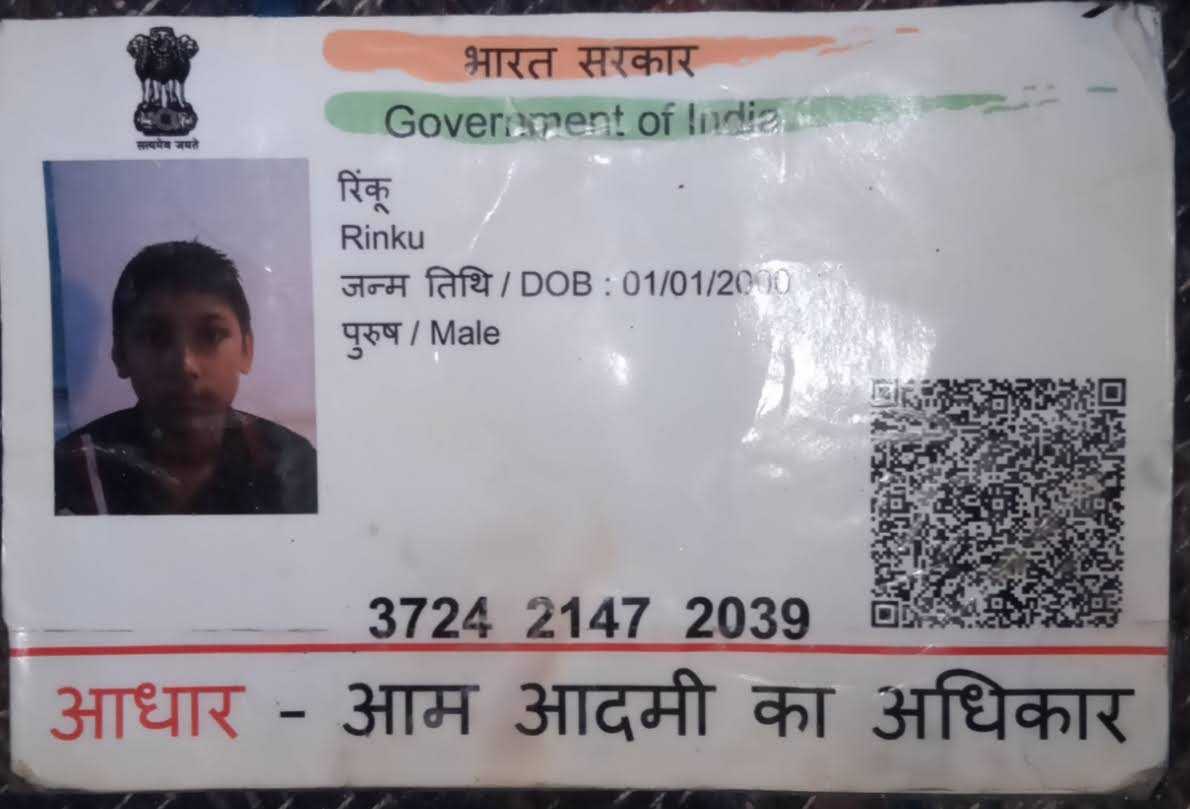 सत्यमेव जयते
भारत सरकार
Government of India
रिंकू
Rinku
जन्म तिथि / DOB : 01/01/2000
पुरुष / Male
3724 2147 2039
आधार - आम आदमी का अधिकार